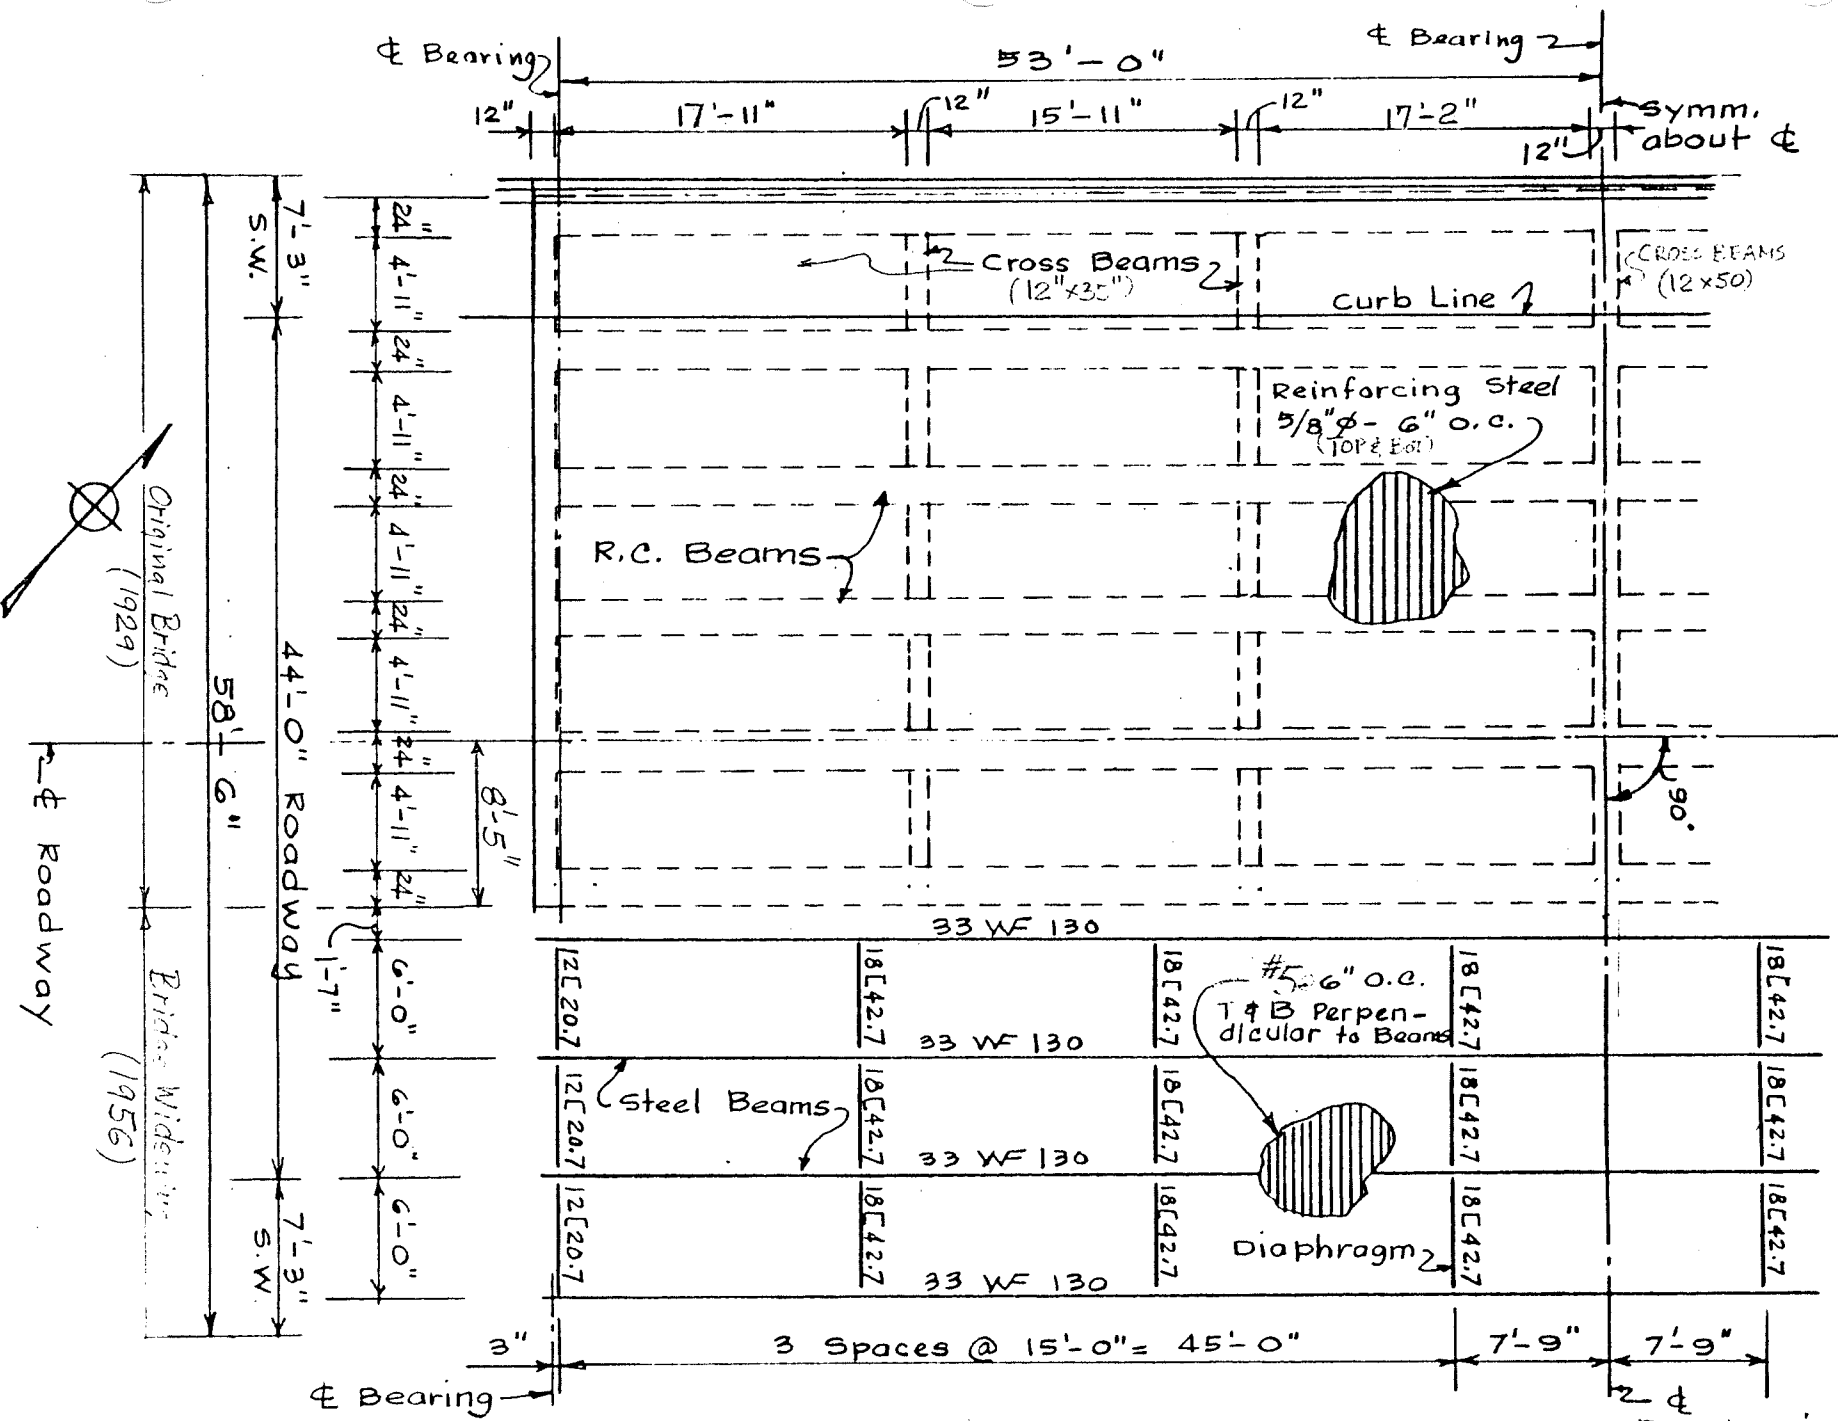 ℄ Bearing
53'-0"
℄ Bearing
12"
17'-11"
12"
15'-11"
12"
17'-2"
12"
Symm.
about ℄
7'-3"
S.W.
24"
4'-11"
24"
4'-11"
24"
4'-11"
24"
4'-11"
24"
4'-11"
24"
1'-7"
6'-0"
6'-0"
6'-0"
Cross Beams
(12"x35")
CROSS BEAMS
(12x50)
Curb Line
Reinforcing Steel
5/8"φ- 6" O.C.
(TOP & BOT)
R.C. Beams
Original Bridge
(1929)
58'-6"
44'-0" Roadway
℄ Roadway
8'-5"
90°
Bridge
(1956)
7'-3"
S.W.
33 WF 130
12[20.7
18[42.7
18[42.7
18[42.7
18[42.7
#5 - 6" O.C.
T & B Perpen-
dicular to Beams
33 WF 130
Steel Beams
12[20.7
18[42.7
18[42.7
18[42.7
18[42.7
33 WF 130
12[20.7
18[42.7
18[42.7
18[42.7
18[42.7
Diaphragm
33 WF 130
3"
3 Spaces @ 15'-0" = 45'-0"
7'-9"
7'-9"
℄ Bearing
℄